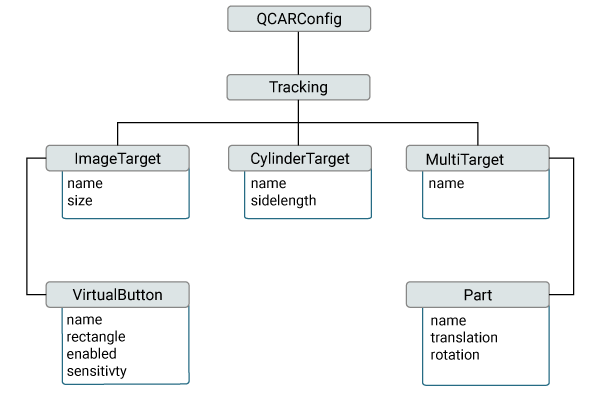 QCARConfig
Tracking
ImageTarget
name
size
CylinderTarget
name
sidelength
MultiTarget
name
VirtualButton
name
rectangle
enabled
sensitivty
Part
name
translation
rotation